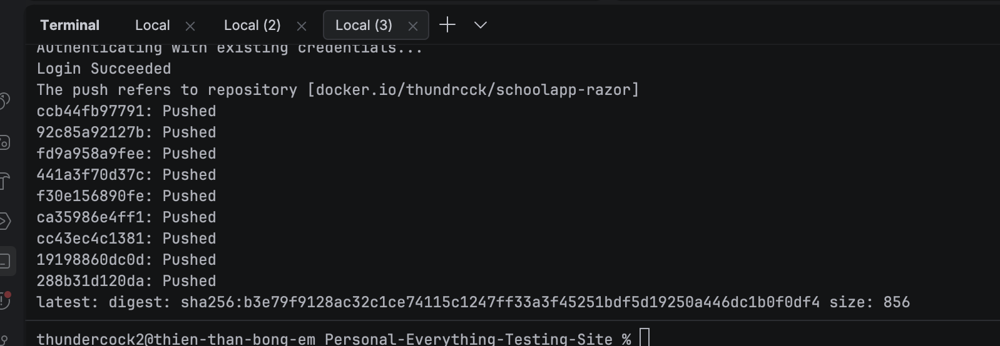 Terminal Local Local (2) Local (3)
Authenticating with existing credentials...
Login Succeeded
The push refers to repository [docker.io/thundrcck/schoolapp-razor]
ccb44fb97791: Pushed
92c85a92127b: Pushed
fd9a958a9fee: Pushed
441a3f70d37c: Pushed
f30e156890fe: Pushed
ca35986e4ff1: Pushed
cc43ec4c1381: Pushed
19198860dc0d: Pushed
288b31d120da: Pushed
latest: digest: sha256:b3e79f9128ac32c1ce74115c1247ff33a3f45251bdf5d19250a446dc1b0f0df4 size: 856
thundercock2@thien-than-bong-em Personal-Everything-Testing-Site %